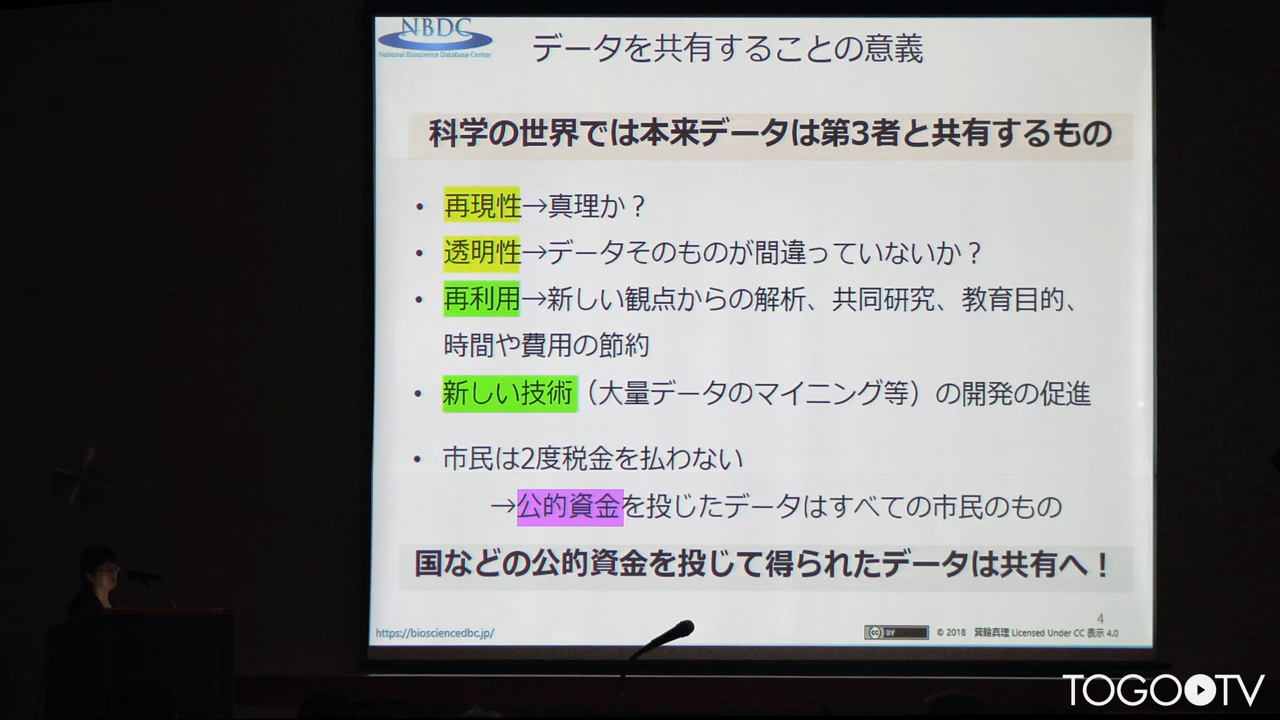 NBDC
National Bioscience Database Center
データを共有することの意義
科学の世界では本来データは第3者と共有するもの
• 再現性→真理か？
• 透明性→データそのものが間違っていないか？
• 再利用→新しい観点からの解析、共同研究、教育目的、
時間や費用の節約
• 新しい技術（大量データのマイニング等）の開発の促進
• 市民は2度税金を払わない
→公的資金を投じたデータはすべての市民のもの
国などの公的資金を投じて得られたデータは共有へ！
4
https://biosciencedbc.jp/
cc BY © 2018 箕輪真理 Licensed Under CC 表示 4.0
TOGOTV